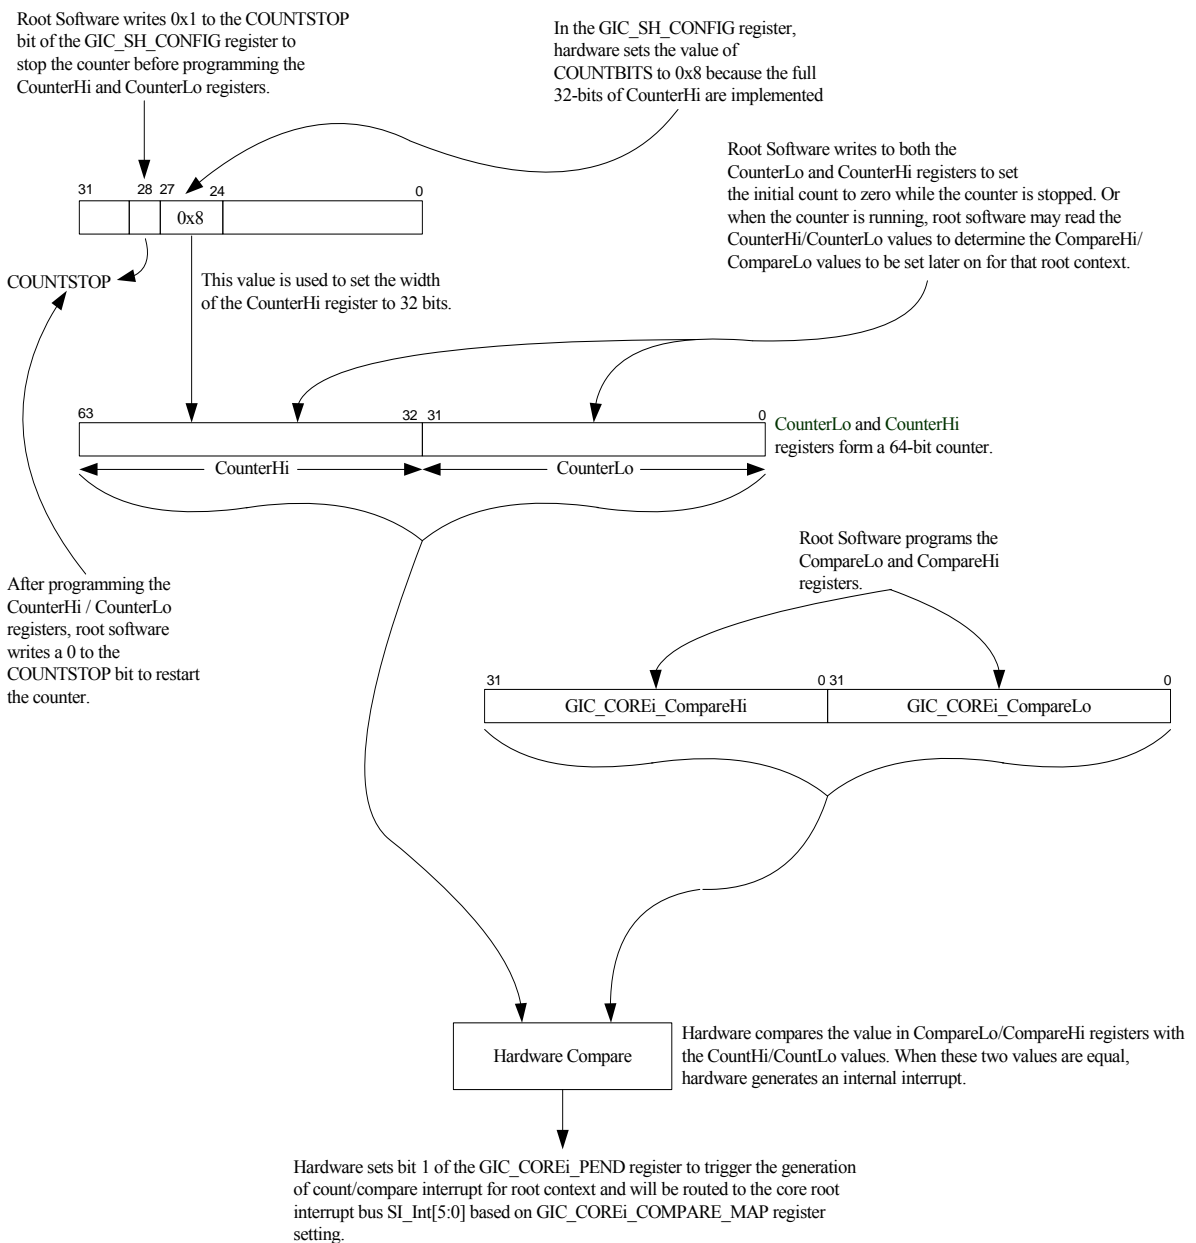 Root Software writes 0x1 to the COUNTSTOP
bit of the GIC_SH_CONFIG register to
stop the counter before programming the
CounterHi and CounterLo registers.
In the GIC_SH_CONFIG register,
hardware sets the value of
COUNTBITS to 0x8 because the full
32-bits of CounterHi are implemented
Root Software writes to both the
CounterLo and CounterHi registers to set
the initial count to zero while the counter is stopped. Or
when the counter is running, root software may read the
CounterHi/CounterLo values to determine the CompareHi/
CompareLo values to be set later on for that root context.
31 28 27 24 0
0x8
COUNTSTOP
This value is used to set the width
of the CounterHi register to 32 bits.
63 32 31 0
CounterHi CounterLo
CounterLo and CounterHi
registers form a 64-bit counter.
Root Software programs the
CompareLo and CompareHi
registers.
After programming the
CounterHi / CounterLo
registers, root software
writes a 0 to the
COUNTSTOP bit to restart
the counter.
31 0 31 0
GIC_COREi_CompareHi GIC_COREi_CompareLo
Hardware Compare
Hardware compares the value in CompareLo/CompareHi registers with
the CountHi/CountLo values. When these two values are equal,
hardware generates an internal interrupt.
Hardware sets bit 1 of the GIC_COREi_PEND register to trigger the generation
of count/compare interrupt for root context and will be routed to the core root
interrupt bus SI_Int[5:0] based on GIC_COREi_COMPARE_MAP register
setting.